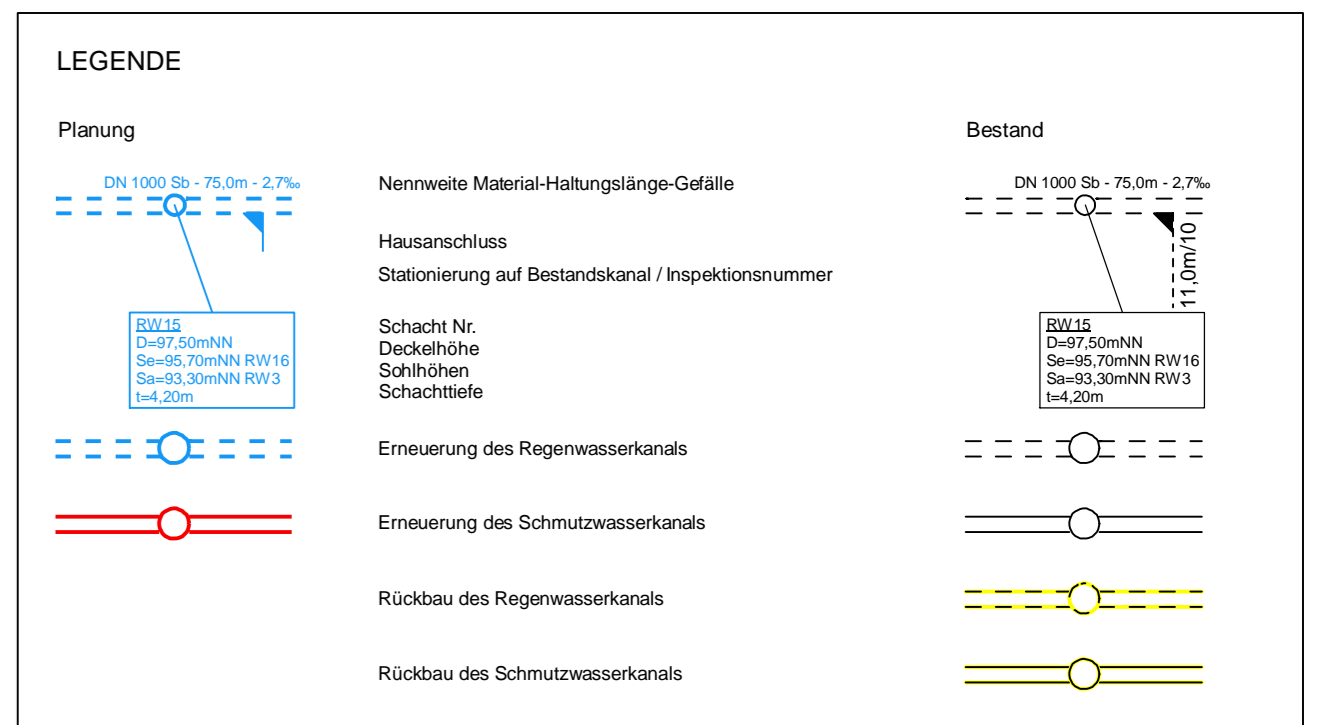 LEGENDE
Planung
Bestand
DN 1000 Sb - 75,0m - 2,7‰
Nennweite Material-Haltungslänge-Gefälle
DN 1000 Sb - 75,0m - 2,7‰
Hausanschluss
Stationierung auf Bestandskanal / Inspektionsnummer
11,0m/10
RW15
D=97,50mNN
Se=95,70mNN RW16
Sa=93,30mNN RW3
t=4,20m
Schacht Nr.
Deckelhöhe
Sohlhöhen
Schachttiefe
RW15
D=97,50mNN
Se=95,70mNN RW16
Sa=93,30mNN RW3
t=4,20m
Erneuerung des Regenwasserkanals
Erneuerung des Schmutzwasserkanals
Rückbau des Regenwasserkanals
Rückbau des Schmutzwasserkanals